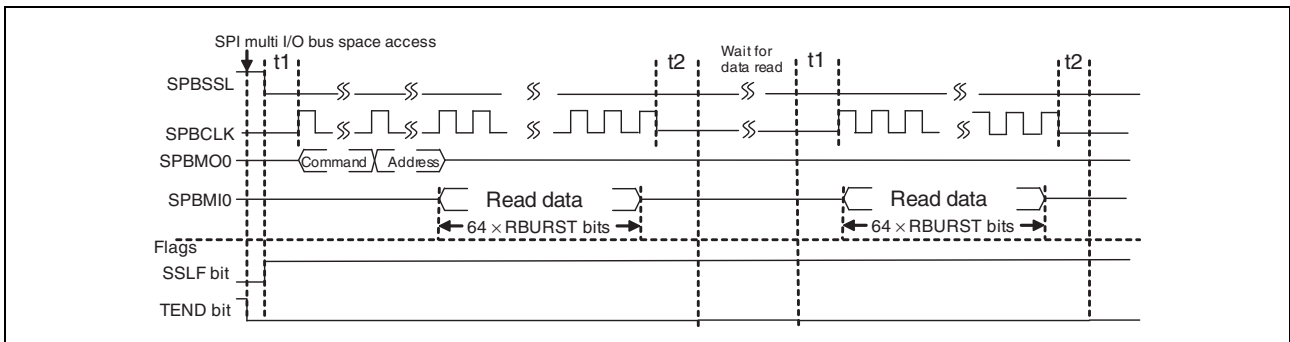 SPI multi I/O bus space access
t1
t2
Wait for
data read
t1
t2
SPBSSL
SPBCLK
SPBMO0
Command
Address
SPBMI0
Read data
Read data
64 × RBURST bits
64 × RBURST bits
Flags
SSLF bit
TEND bit